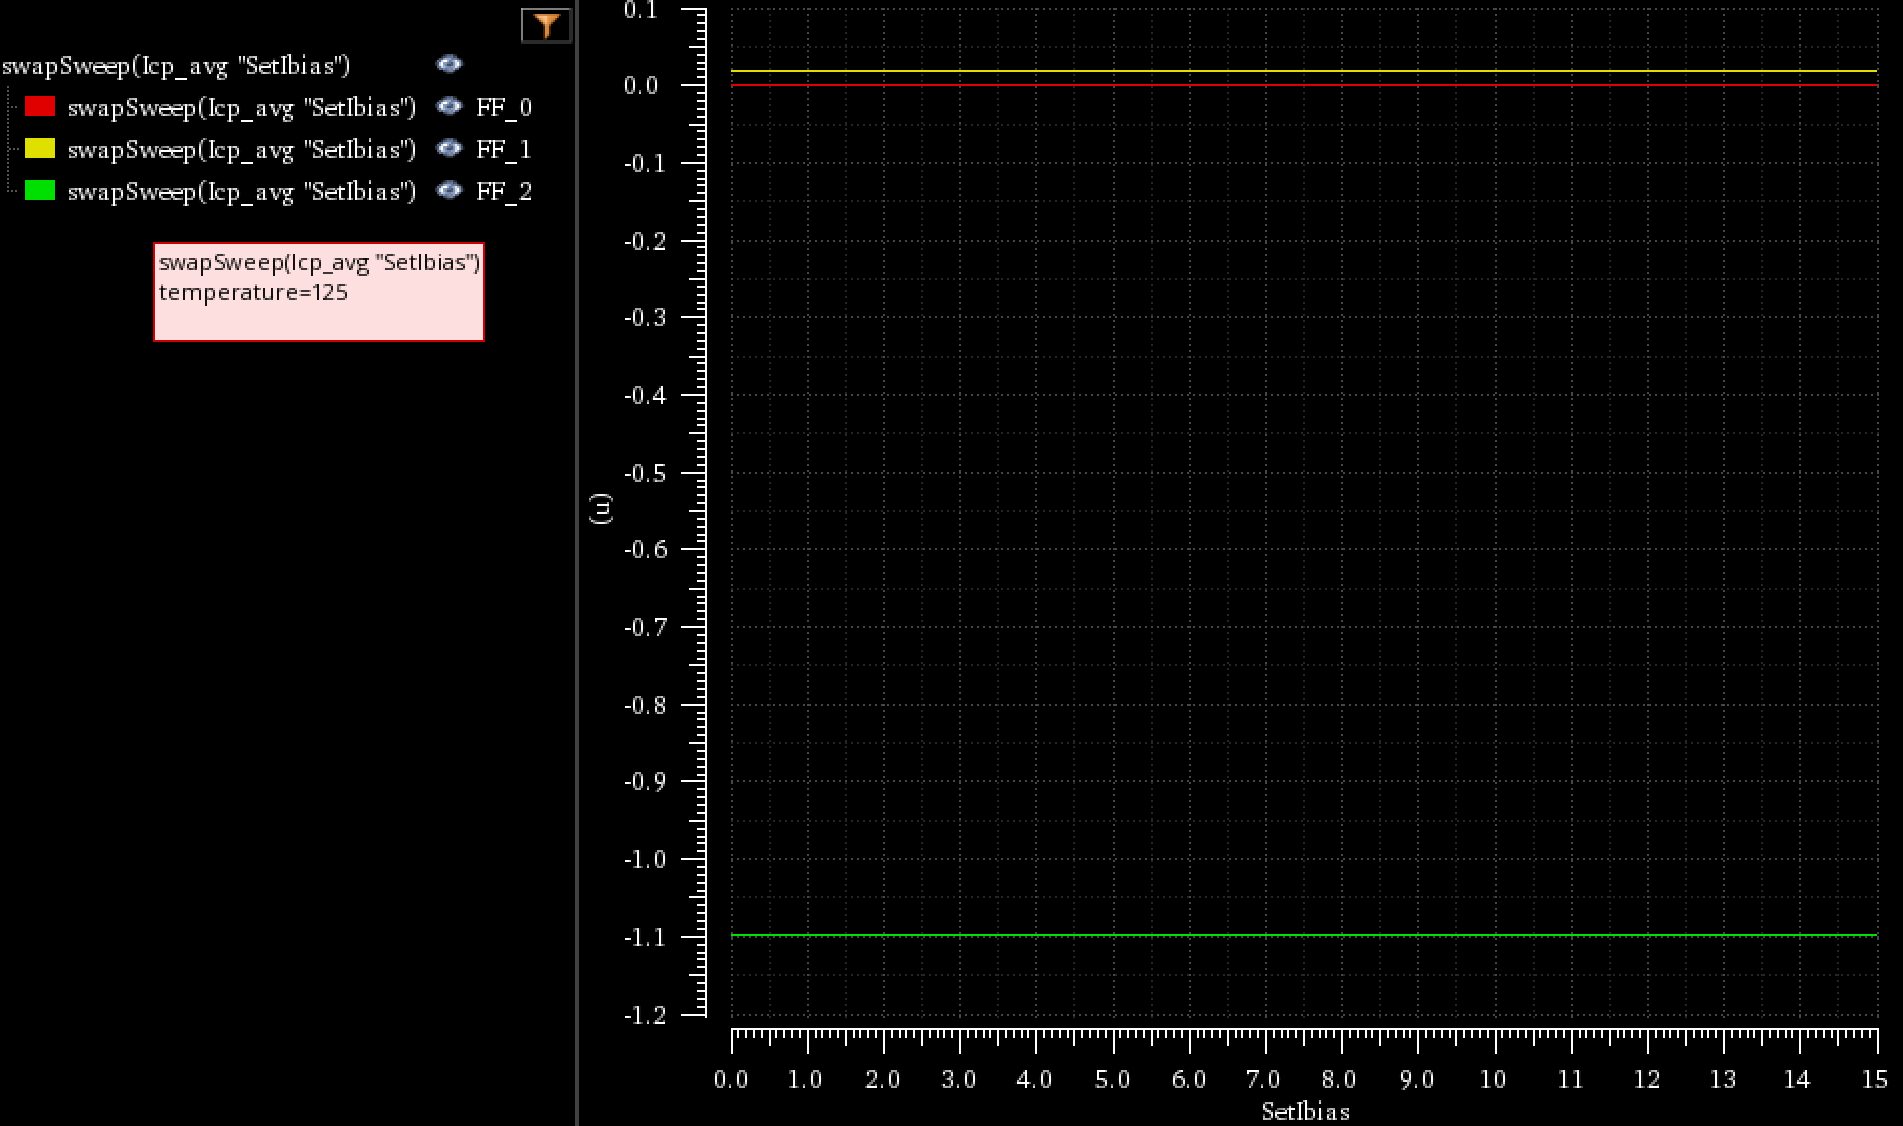 swapSweep(Icp_avg "SetIbias")
swapSweep(Icp_avg "SetIbias") FF_0
swapSweep(Icp_avg "SetIbias") FF_1
swapSweep(Icp_avg "SetIbias") FF_2
swapSweep(Icp_avg "SetIbias")
temperature=125
(u)
0.1
0.0
-0.1
-0.2
-0.3
-0.4
-0.5
-0.6
-0.7
-0.8
-0.9
-1.0
-1.1
-1.2
0.0 1.0 2.0 3.0 4.0 5.0 6.0 7.0 8.0 9.0 10 11 12 13 14 15
SetIbias